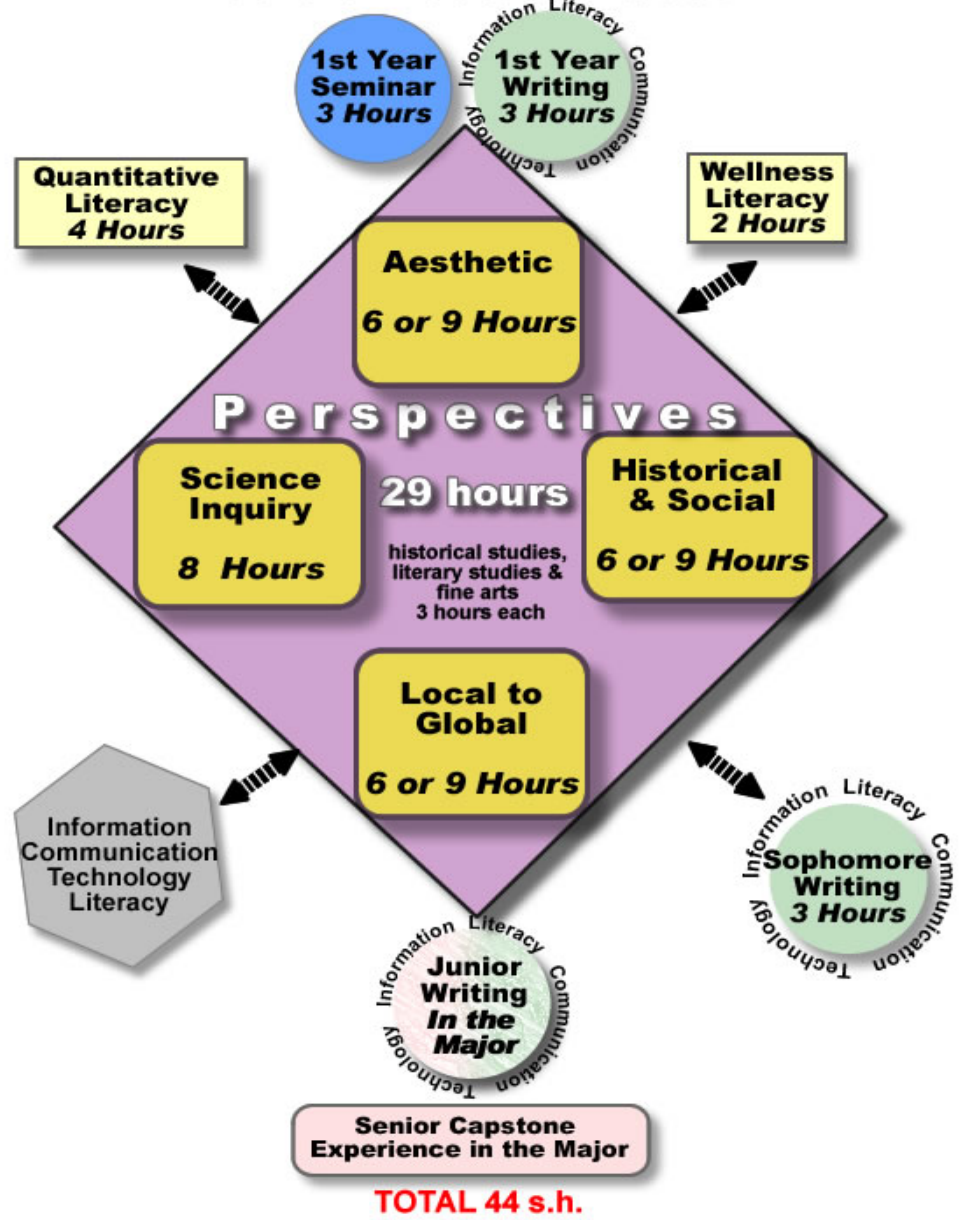 1st Year
Seminar
3 Hours
Information Literacy Communication Technology
1st Year
Writing
3 Hours
Quantitative
Literacy
4 Hours
Wellness
Literacy
2 Hours
Aesthetic
6 or 9 Hours
Perspectives
29 hours
historical studies,
literary studies &
fine arts
3 hours each
Science
Inquiry
8 Hours
Historical
& Social
6 or 9 Hours
Local to
Global
6 or 9 Hours
Information
Communication
Technology
Literacy
Information Literacy Communication Technology
Sophomore
Writing
3 Hours
Information Literacy Communication Technology
Junior
Writing
In the
Major
Senior Capstone
Experience in the Major
TOTAL 44 s.h.